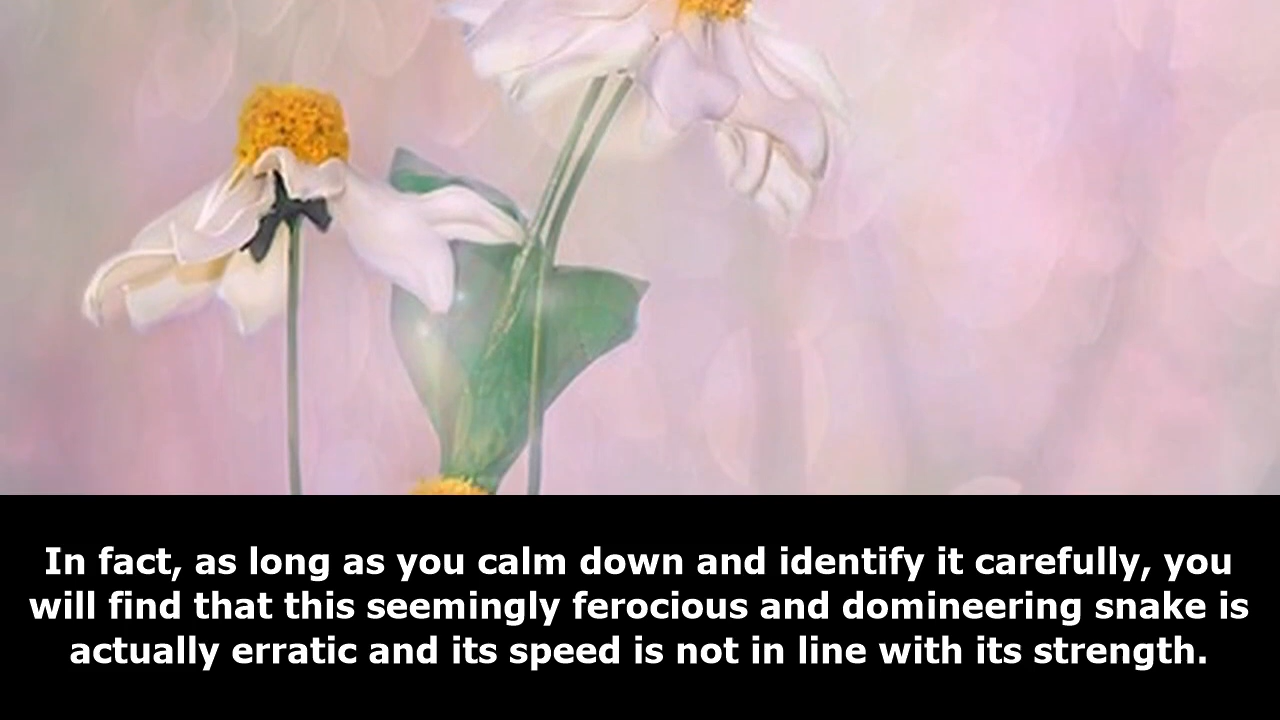 In fact, as long as you calm down and identify it carefully, you
will find that this seemingly ferocious and domineering snake is
actually erratic and its speed is not in line with its strength.